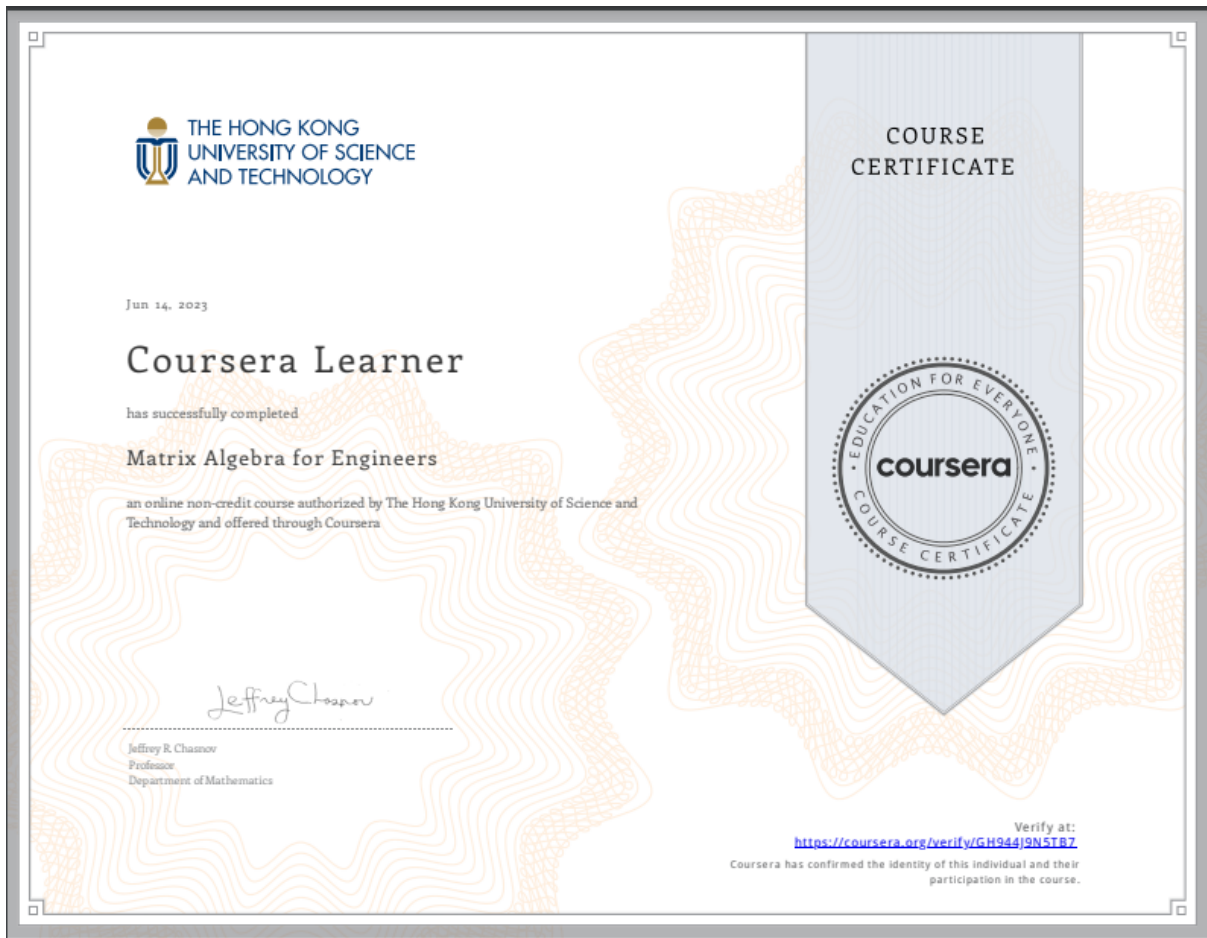 THE HONG KONG
UNIVERSITY OF SCIENCE
AND TECHNOLOGY
COURSE
CERTIFICATE
Jun 14, 2023
Coursera Learner
has successfully completed
Matrix Algebra for Engineers
an online non-credit course authorized by The Hong Kong University of Science and
Technology and offered through Coursera
EDUCATION FOR EVERYONE
coursera
COURSE CERTIFICATE
Jeffrey Chasnov
Jeffrey R. Chasnov
Professor
Department of Mathematics
Verify at:
https://coursera.org/verify/GH944J9N5TB7
Coursera has confirmed the identity of this individual and their
participation in the course.